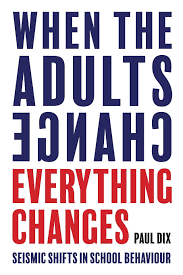 WHEN THE
ADULTS
CHANGE
EVERYTHING
CHANGES
PAUL DIX
SEISMIC SHIFTS IN SCHOOL BEHAVIOUR